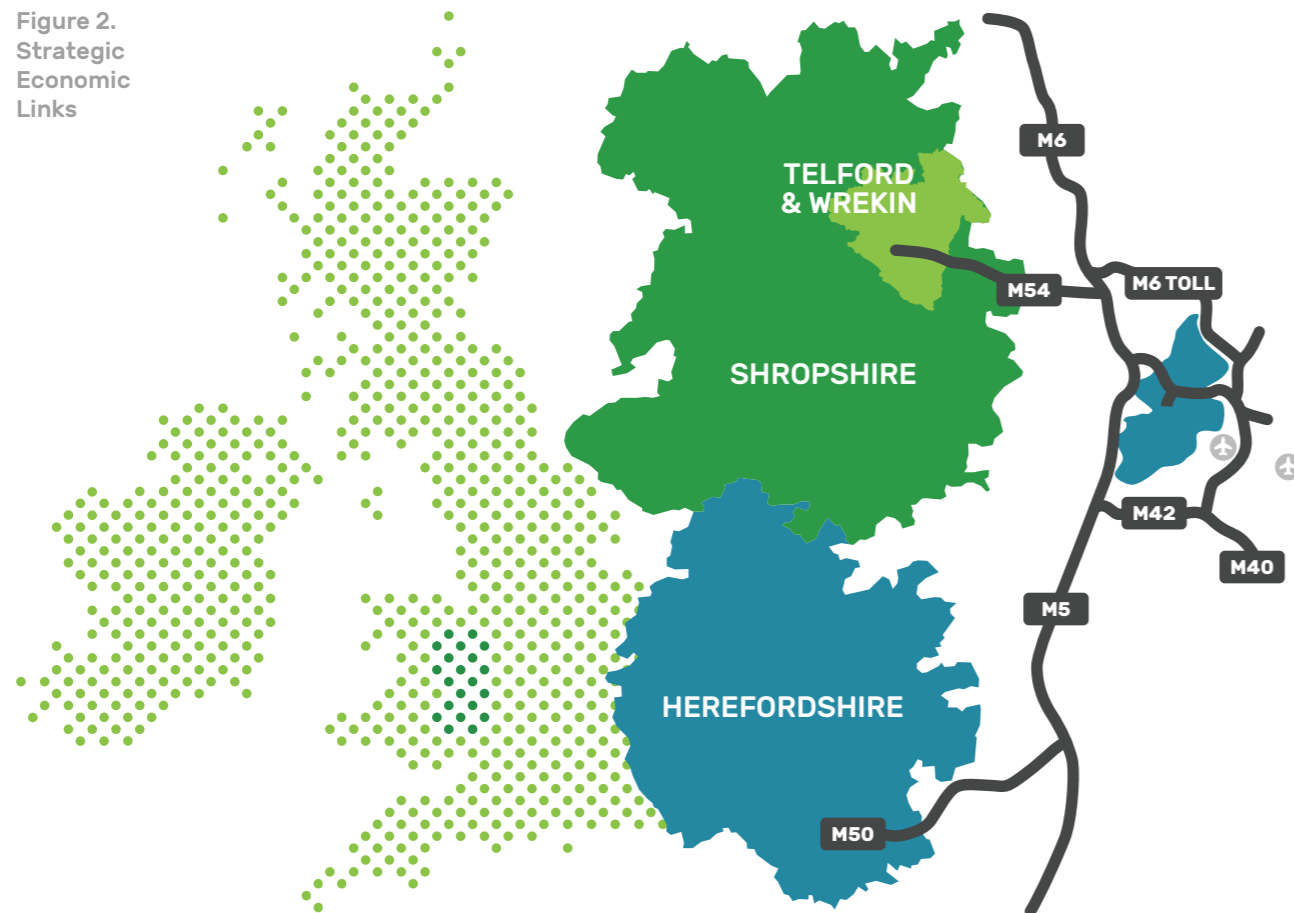 Figure 2.
Strategic
Economic
Links
M6
TELFORD
& WREKIN
M6 TOLL
M54
SHROPSHIRE
M42
M40
M5
HEREFORDSHIRE
M50